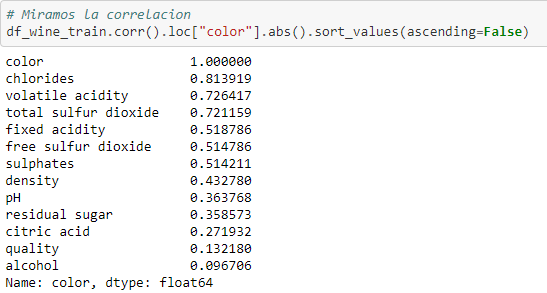 # Miramos la correlacion
df_wine_train.corr().loc["color"].abs().sort_values(ascending=False)
color 1.000000
chlorides 0.813919
volatile acidity 0.726417
total sulfur dioxide 0.721159
fixed acidity 0.518786
free sulfur dioxide 0.514786
sulphates 0.514211
density 0.432780
pH 0.363768
residual sugar 0.358573
citric acid 0.271932
quality 0.132180
alcohol 0.096706
Name: color, dtype: float64